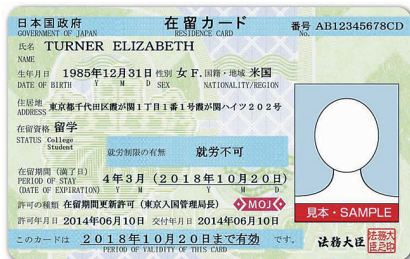 日本国政府 在留カード 番号 AB12345678CD
GOVERNMENT OF JAPAN RESIDENCE CARD No.
氏名 TURNER ELIZABETH
NAME
生年月日 1985年12月31日 性別 女 F. 国籍・地域 米国
DATE OF BIRTH Y M D SEX NATIONALITY/REGION
住居地 東京都千代田区霞が関1丁目1番1号霞が関ハイツ202号
ADDRESS
在留資格 留学
STATUS College
Student
就労制限の有無 就労不可
在留期間(満了日) 4年3月(2018年10月20日)
PERIOD OF STAY
(DATE OF EXPIRATION) Y M Y M D
許可の種類 在留期間更新許可(東京入国管理局長) MOJ
許可年月日 2014年06月10日 交付年月日 2014年06月10日
見本・SAMPLE
このカードは 2018年10月20日まで有効 です。
PERIOD OF VALIDITY OF THIS CARD
法務大臣